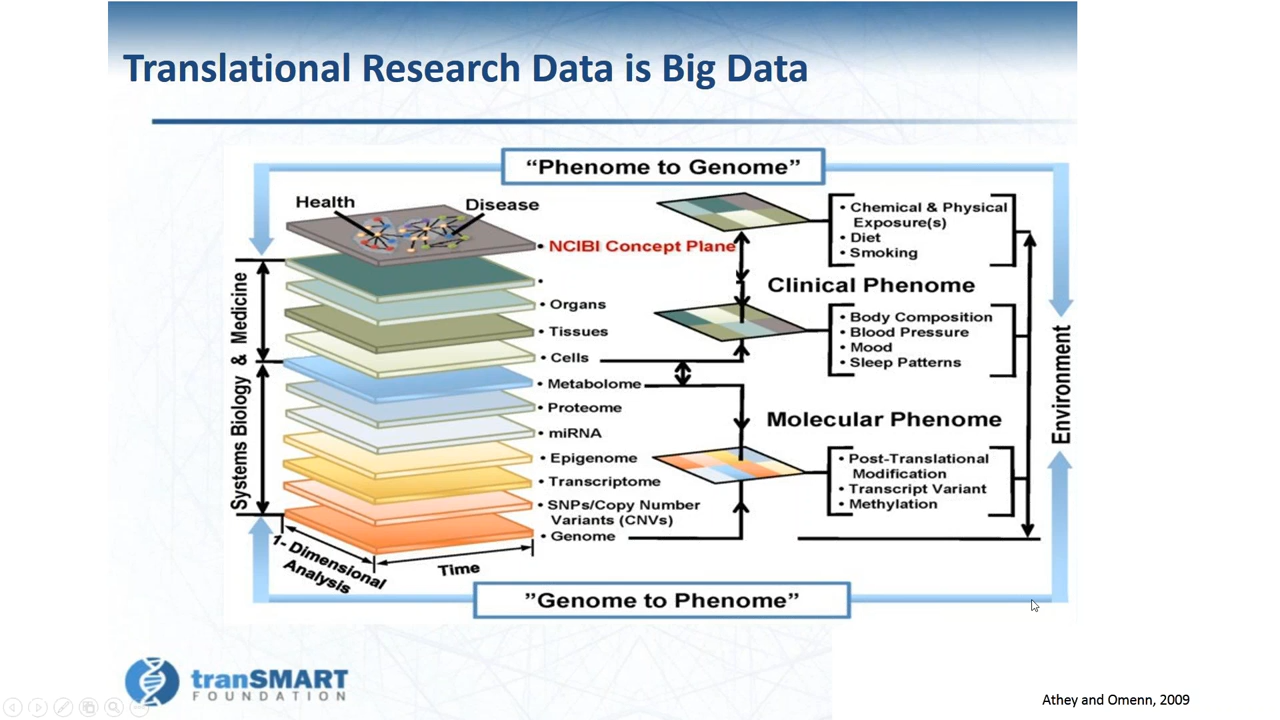 Translational Research Data is Big Data
”Phenome to Genome”
Health
Disease
• NCIBI Concept Plane
•
• Organs
• Tissues
• Cells
• Metabolome
• Proteome
• miRNA
• Epigenome
• Transcriptome
• SNPs/Copy Number
Variants (CNVs)
• Genome
Systems Biology & Medicine
1- Dimensional
Analysis
Time
• Chemical & Physical
Exposure(s)
• Diet
• Smoking
Clinical Phenome
• Body Composition
• Blood Pressure
• Mood
• Sleep Patterns
Molecular Phenome
• Post-Translational
Modification
• Transcript Variant
• Methylation
Environment
”Genome to Phenome”
tranSMART
FOUNDATION
Athey and Omenn, 2009